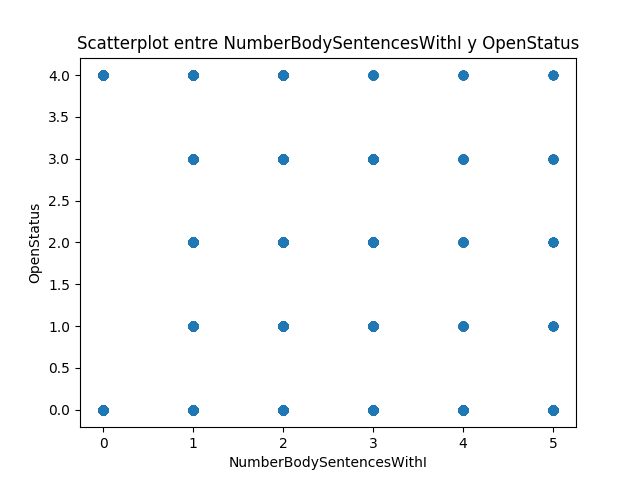 Scatterplot entre NumberBodySentencesWithI y OpenStatus
4.0
3.5
3.0
2.5
2.0
1.5
1.0
0.5
0.0
OpenStatus
0 1 2 3 4 5
NumberBodySentencesWithI